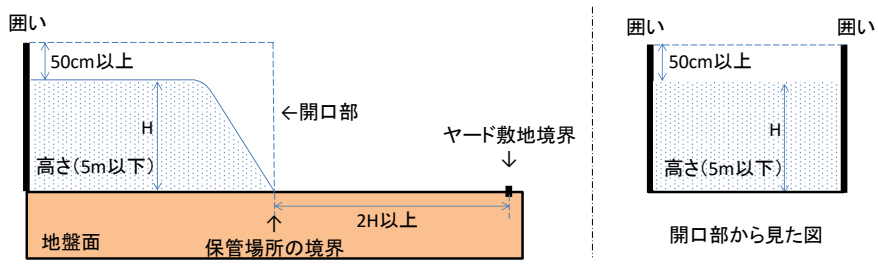 囲い
50cm以上
H
←開口部
高さ(5m以下)
ヤード敷地境界
↓
2H以上
↑
保管場所の境界
地盤面
囲い
囲い
50cm以上
H
高さ(5m以下)
開口部から見た図